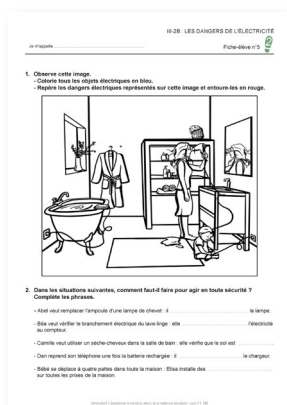 III-2B : LES DANGERS DE L'ÉLECTRICITÉ
Je m'appelle
Fiche-élève n°5
1. Observe cette image.
- Colorie tous les objets électriques en bleu.
- Repère les dangers électriques représentés sur cette image et entoure-les en rouge.
2. Dans les situations suivantes, comment faut-il faire pour agir en toute sécurité ?
Complète les phrases.
- Abel veut remplacer l'ampoule d'une lampe de chevet : il ................ la lampe.
- Béa veut vérifier le branchement électrique du lave-linge : elle ................ l'électricité
au compteur.
- Camille veut utiliser un sèche-cheveux dans la salle de bain : elle vérifie que le sol est ................
- Dan reprend son téléphone une fois la batterie rechargée : il ................ le chargeur.
- Bébé se déplace à quatre pattes dans toute la maison : Elisa installe des ................
sur toutes les prises de la maison.